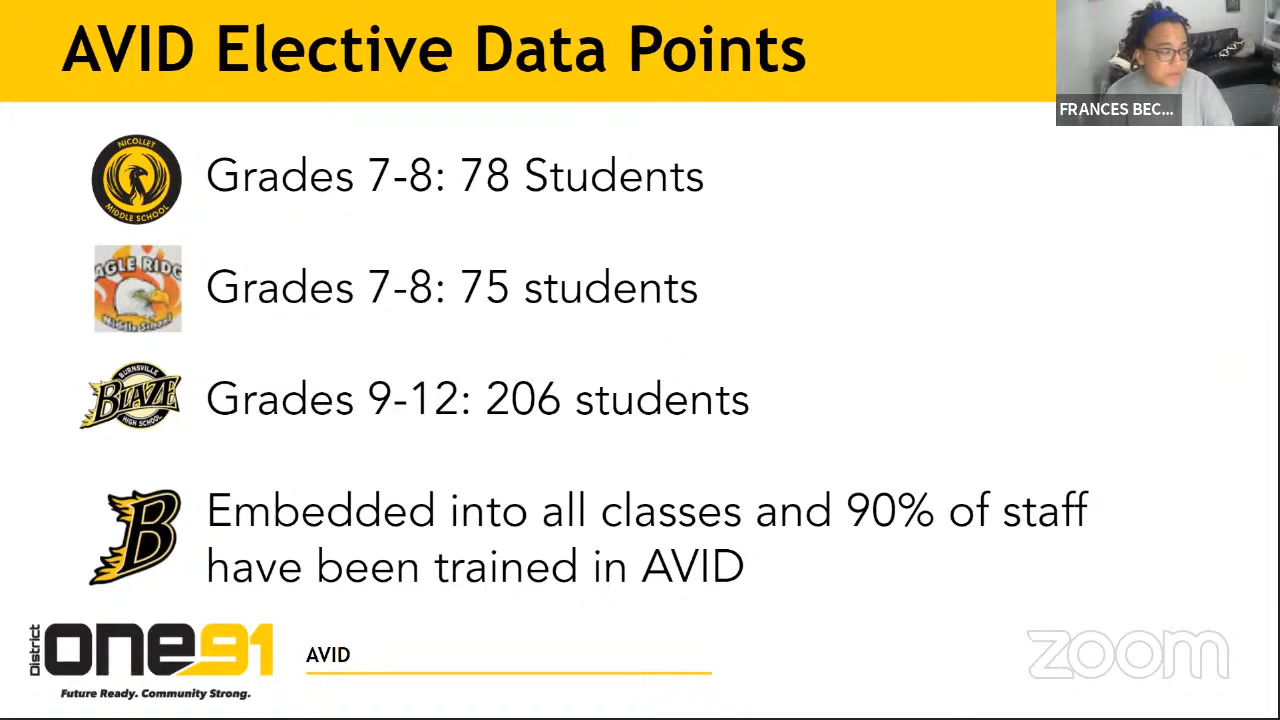 AVID Elective Data Points
FRANCES BEC...
NICOLLET
MIDDLE SCHOOL
Grades 7-8: 78 Students
AGLE RIDG
Middle School
Grades 7-8: 75 students
BURNSVILLE
BLAZE
HIGH SCHOOL
Grades 9-12: 206 students
B
Embedded into all classes and 90% of staff
have been trained in AVID
District
one91
Future Ready. Community Strong.
AVID
zoom